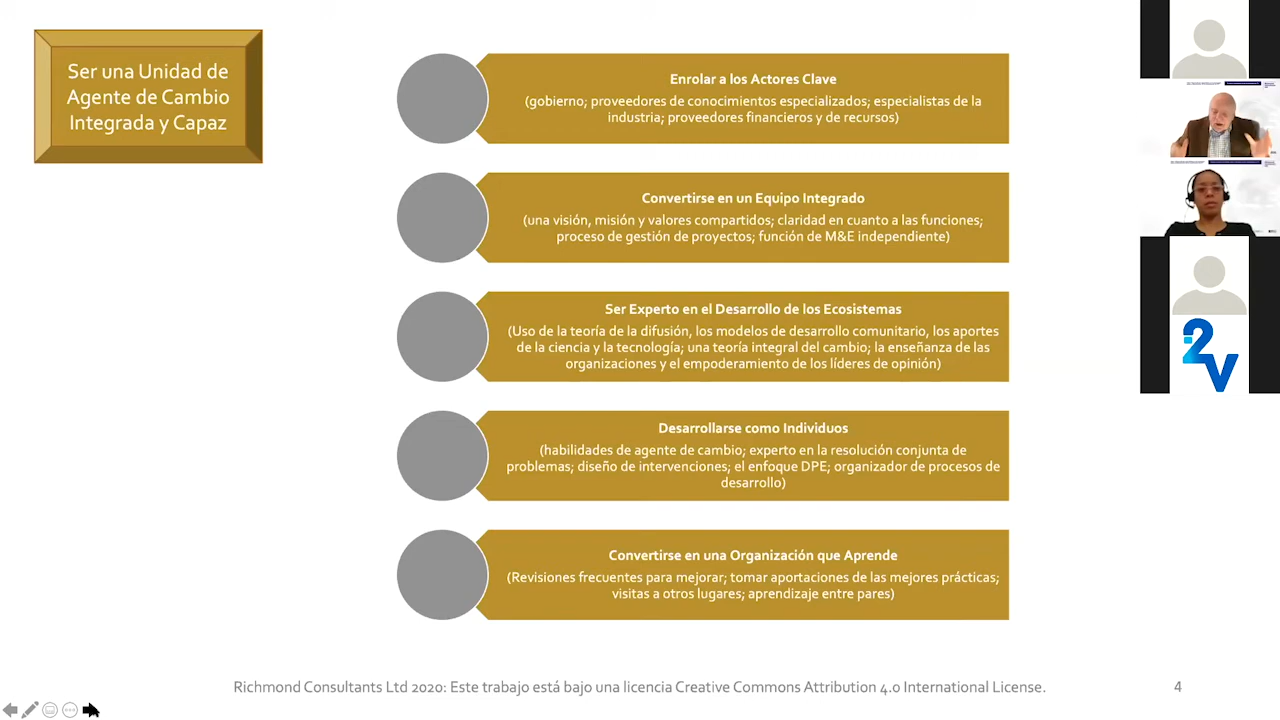 Ser una Unidad de
Agente de Cambio
Integrada y Capaz
Enrolar a los Actores Clave
(gobierno; proveedores de conocimientos especializados; especialistas de la
industria; proveedores financieros y de recursos)
Convertirse en un Equipo Integrado
(una visión, misión y valores compartidos; claridad en cuanto a las funciones;
proceso de gestión de proyectos; función de M&E independiente)
Ser Experto en el Desarrollo de los Ecosistemas
(Uso de la teoría de la difusión, los modelos de desarrollo comunitario, los aportes
de la ciencia y la tecnología; una teoría integral del cambio; la enseñanza de las
organizaciones y el empoderamiento de los líderes de opinión)
Desarrollarse como Individuos
(habilidades de agente de cambio; experto en la resolución conjunta de
problemas; diseño de intervenciones; el enfoque DPE; organizador de procesos de
desarrollo)
Convertirse en una Organización que Aprende
(Revisiones frecuentes para mejorar; tomar aportaciones de las mejores prácticas;
visitas a otros lugares; aprendizaje entre pares)
Richmond Consultants Ltd 2020: Este trabajo está bajo una licencia Creative Commons Attribution 4.0 International License.
4
i2V